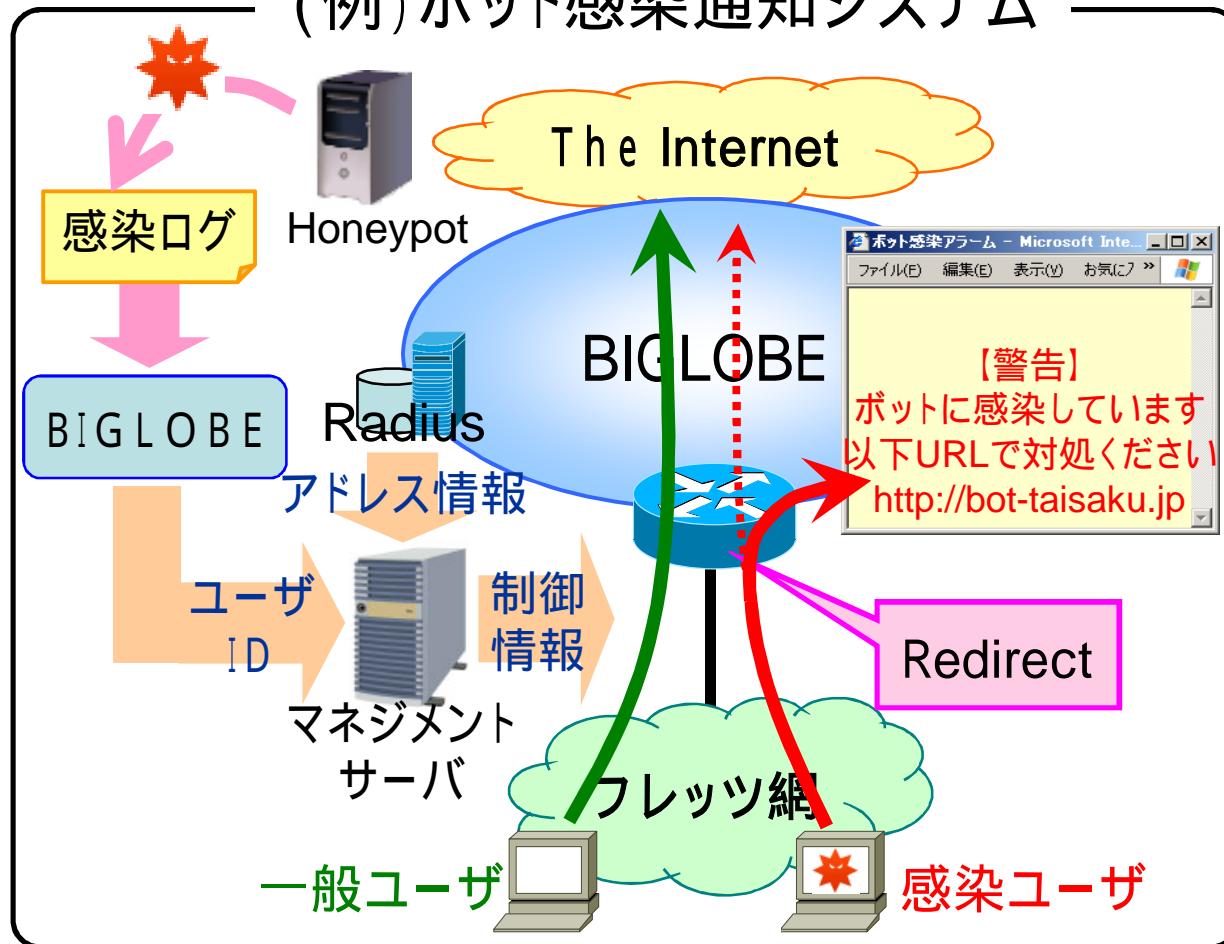 (例)ボット感染通知システム
The Internet
感染ログ
Honeypot
ボット感染アラーム - Microsoft Inte...
ファイル(F) 編集(E) 表示(V) お気に入 »
BIGLOBE
【警告】
ボットに感染しています
以下URLで対処ください
http://bot-taisaku.jp
BIGLOBE
Radius
アドレス情報
ユーザ
ID
制御
情報
Redirect
マネジメント
サーバ
フレッツ網
一般ユーザ
感染ユーザ